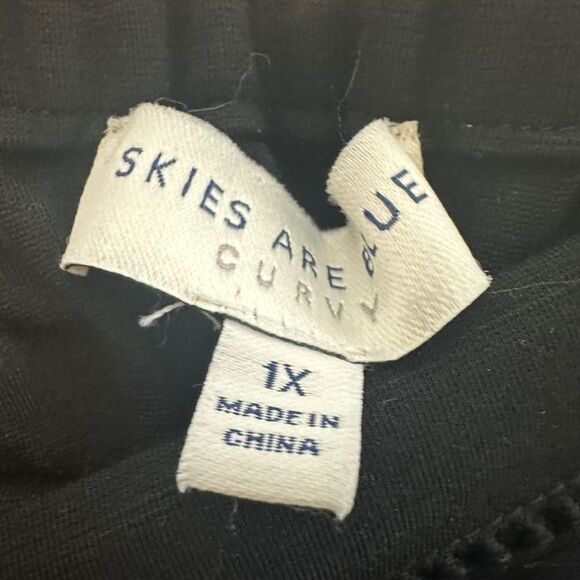 SKIES ARE BLUE
CURVY
1X
MADE IN
CHINA